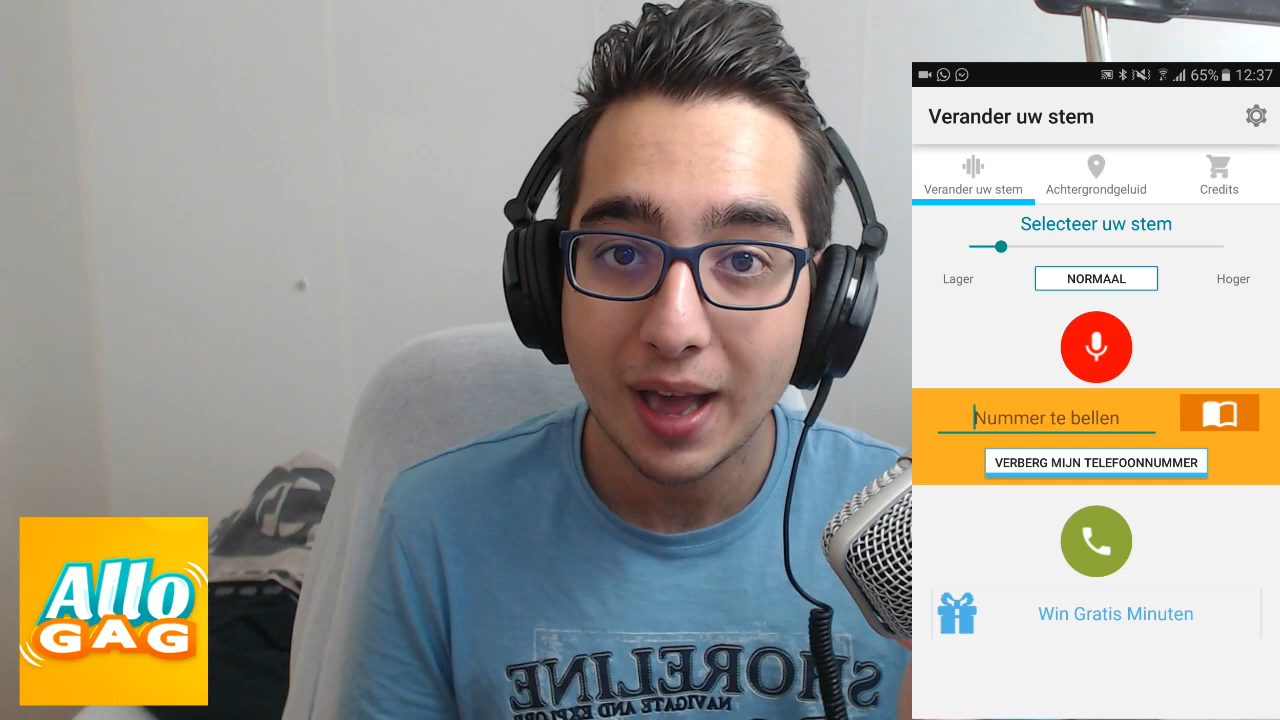 65% 12:37
Verander uw stem
Verander uw stem Achtergrondgeluid Credits
Selecteer uw stem
Lager NORMAAL Hoger
Nummer te bellen
VERBERG MIJN TELEFOONNUMMER
Win Gratis Minuten
Allo
GAG
SHORELINE
NAVIGATE AND EXPLORE
S